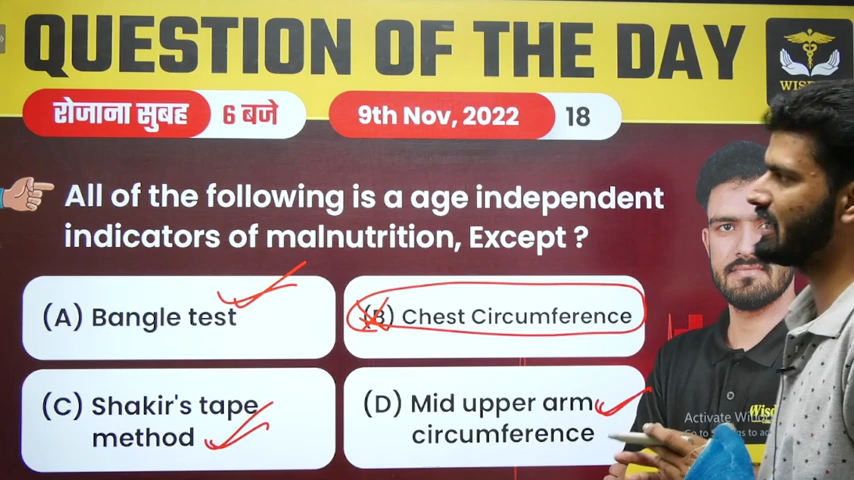 QUESTION OF THE DAY
रोजाना सुबह 6 बजे
9th Nov, 2022 18
All of the following is a age independent
indicators of malnutrition, Except ?
(A) Bangle test
(B) Chest Circumference
(C) Shakir's tape
method
(D) Mid upper arm
circumference
Activate